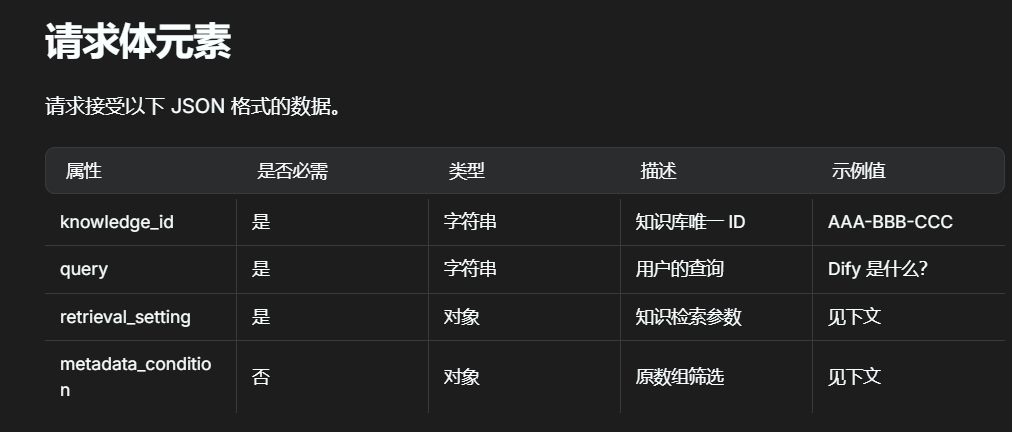 请求体元素
请求接受以下 JSON 格式的数据。
属性 是否必需 类型 描述 示例值
knowledge_id 是 字符串 知识库唯一 ID AAA-BBB-CCC
query 是 字符串 用户的查询 Dify 是什么?
retrieval_setting 是 对象 知识检索参数 见下文
metadata_conditio
n 否 对象 原数组筛选 见下文